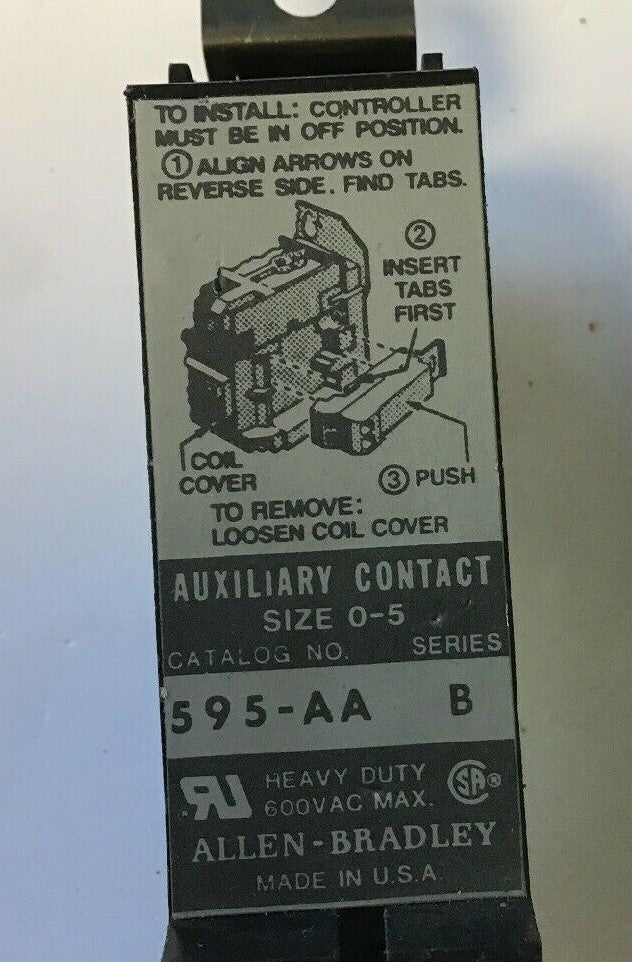 TO INSTALL: CONTROLLER
MUST BE IN OFF POSITION.
① ALIGN ARROWS ON
REVERSE SIDE. FIND TABS.
②
INSERT
TABS
FIRST
COIL
COVER
③ PUSH
TO REMOVE:
LOOSEN COIL COVER
AUXILIARY CONTACT
SIZE 0-5
CATALOG NO. SERIES
595-AA B
RU HEAVY DUTY SA®
600VAC MAX.
ALLEN-BRADLEY
MADE IN U.S.A.